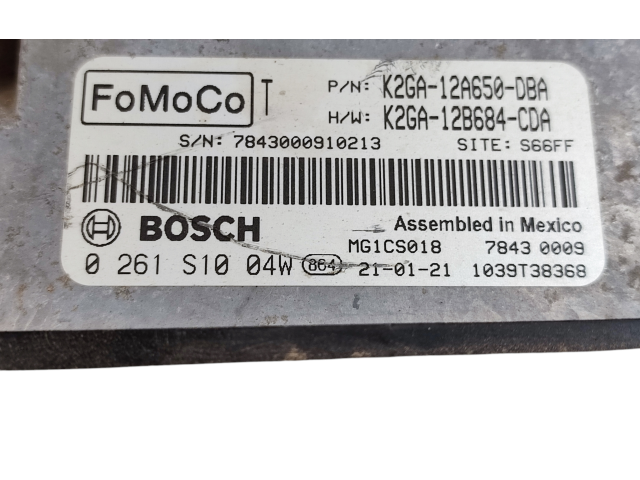 FoMoCo T P/N: K2GA-12A650-DBA
H/W: K2GA-12B684-CDA
S/N: 7843000910213 SITE: S66FF
BOSCH Assembled in Mexico
MG1CS018 7843 0009
0 261 S10 04W 864 21-01-21 1039T38368